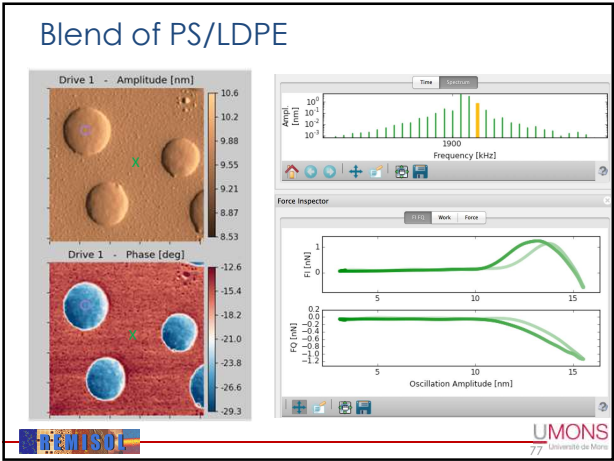 Blend of PS/LDPE
Drive 1 - Amplitude [nm]
10.6
10.2
9.88
9.55
9.21
8.87
8.53
X
Drive 1 - Phase [deg]
-12.6
-15.4
-18.2
-21.0
-23.8
-26.6
-29.3
X
Time Spectrum
Ampl. [nm]
10⁰
10⁻¹
10⁻²
10⁻³
1900
Frequency [kHz]
Force Inspector
FI FQ Work Force
FI [nN]
1
0
5 10 15
FQ [nN]
0.2
0.0
−0.2
−0.4
−0.6
−0.8
−1.0
−1.2
5 10 15
Oscillation Amplitude [nm]
REMISOL
UMONS
Université de Mons
77